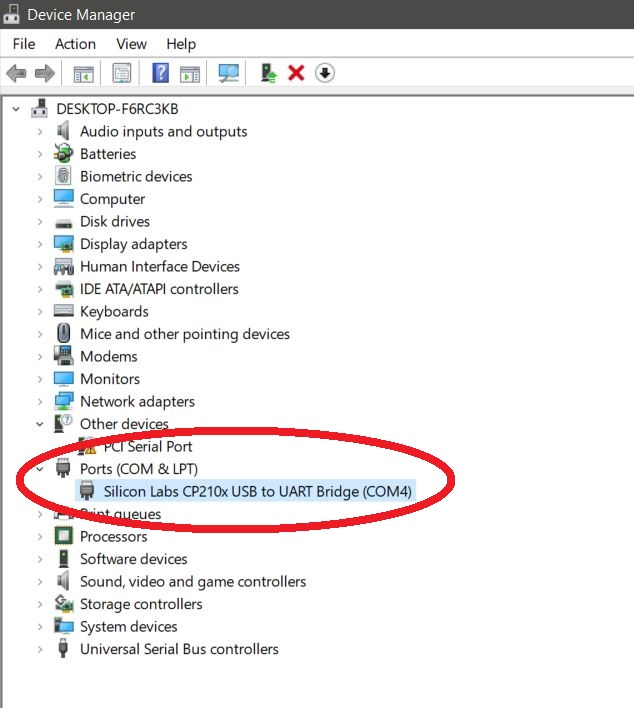 Device Manager
File Action View Help
DESKTOP-F6RC3KB
Audio inputs and outputs
Batteries
Biometric devices
Computer
Disk drives
Display adapters
Human Interface Devices
IDE ATA/ATAPI controllers
Keyboards
Mice and other pointing devices
Modems
Monitors
Network adapters
Other devices
PCI Serial Port
Ports (COM & LPT)
Silicon Labs CP210x USB to UART Bridge (COM4)
Print queues
Processors
Software devices
Sound, video and game controllers
Storage controllers
System devices
Universal Serial Bus controllers